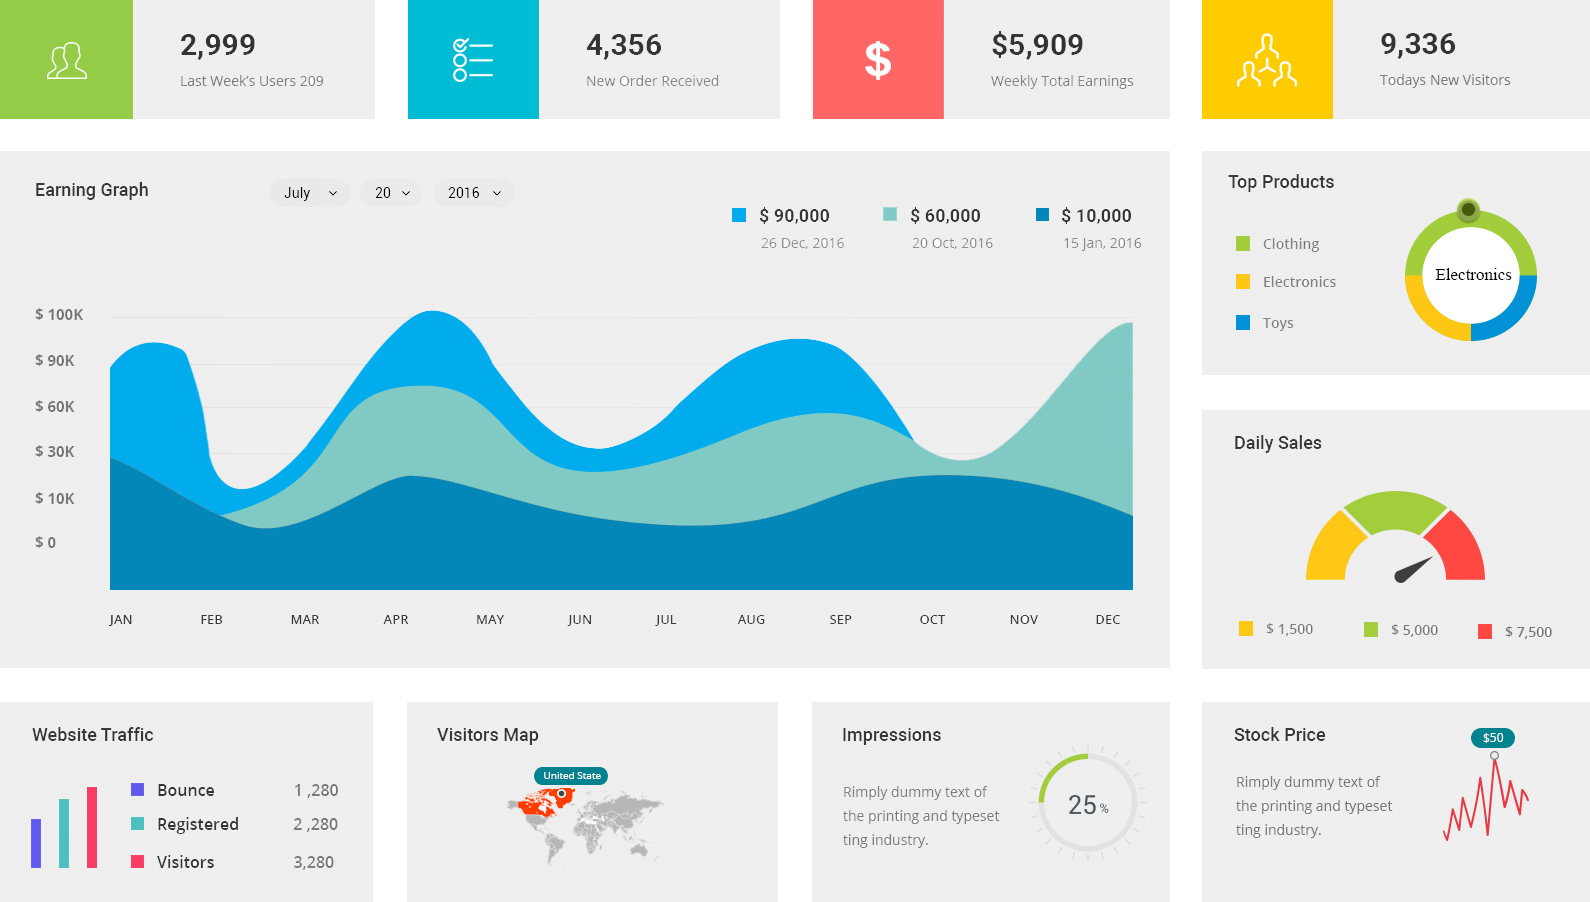 2,999
Last Week's Users 209
4,356
New Order Received
$
$5,909
Weekly Total Earnings
9,336
Todays New Visitors
Earning Graph
July 20 2016
$ 90,000 $ 60,000 $ 10,000
26 Dec, 2016 20 Oct, 2016 15 Jan, 2016
$ 100K
$ 90K
$ 60K
$ 30K
$ 10K
$ 0
JAN FEB MAR APR MAY JUN JUL AUG SEP OCT NOV DEC
Top Products
Clothing
Electronics
Toys
Electronics
Daily Sales
$ 1,500 $ 5,000 $ 7,500
Website Traffic
Bounce 1 ,280
Registered 2 ,280
Visitors 3,280
Visitors Map
United State
Impressions
Rimply dummy text of
the printing and typeset
ting industry.
25 %
Stock Price
$50
Rimply dummy text of
the printing and typeset
ting industry.